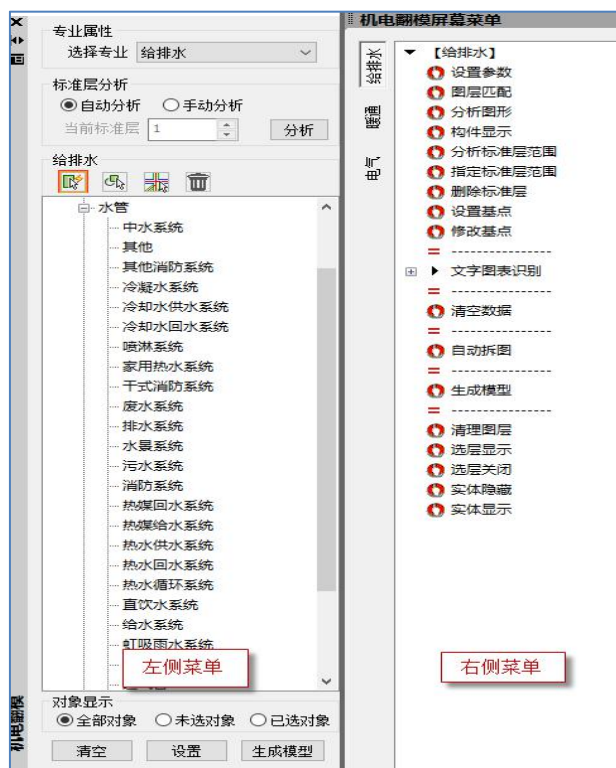 专业属性
选择专业 给排水
标准层分析
自动分析 手动分析
当前标准层 1 分析
给排水
水管
中水系统
其他
其他消防系统
冷凝水系统
冷却水供水系统
冷却水回水系统
喷淋系统
家用热水系统
干式消防系统
废水系统
排水系统
水景系统
污水系统
消防系统
热媒回水系统
热媒给水系统
热水供水系统
热水回水系统
热水循环系统
直饮水系统
给水系统
虹吸雨水系统
左侧菜单
对象显示
全部对象 未选对象 已选对象
清空 设置 生成模型
机电翻模
机电翻模屏幕菜单
给排水
暖通
电气
【给排水】
设置参数
图层匹配
分析图形
构件显示
分析标准层范围
指定标准层范围
删除标准层
设置基点
修改基点
= ---------------
文字图表识别
= ---------------
清空数据
= ---------------
自动拆图
= ---------------
生成模型
= ---------------
清理图层
选层显示
选层关闭
实体隐藏
实体显示
右侧菜单